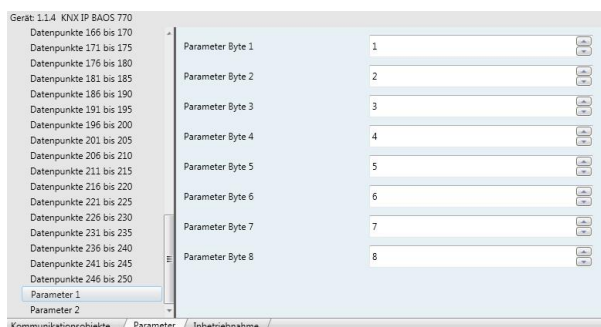 Gerät: 1.1.4 KNX IP BAOS 770
Datenpunkte 166 bis 170
Datenpunkte 171 bis 175
Datenpunkte 176 bis 180
Datenpunkte 181 bis 185
Datenpunkte 186 bis 190
Datenpunkte 191 bis 195
Datenpunkte 196 bis 200
Datenpunkte 201 bis 205
Datenpunkte 206 bis 210
Datenpunkte 211 bis 215
Datenpunkte 216 bis 220
Datenpunkte 221 bis 225
Datenpunkte 226 bis 230
Datenpunkte 231 bis 235
Datenpunkte 236 bis 240
Datenpunkte 241 bis 245
Datenpunkte 246 bis 250
Parameter 1
Parameter 2
Parameter Byte 1 1
Parameter Byte 2 2
Parameter Byte 3 3
Parameter Byte 4 4
Parameter Byte 5 5
Parameter Byte 6 6
Parameter Byte 7 7
Parameter Byte 8 8
Kommunikationsobjekte Parameter Inbetriebnahme